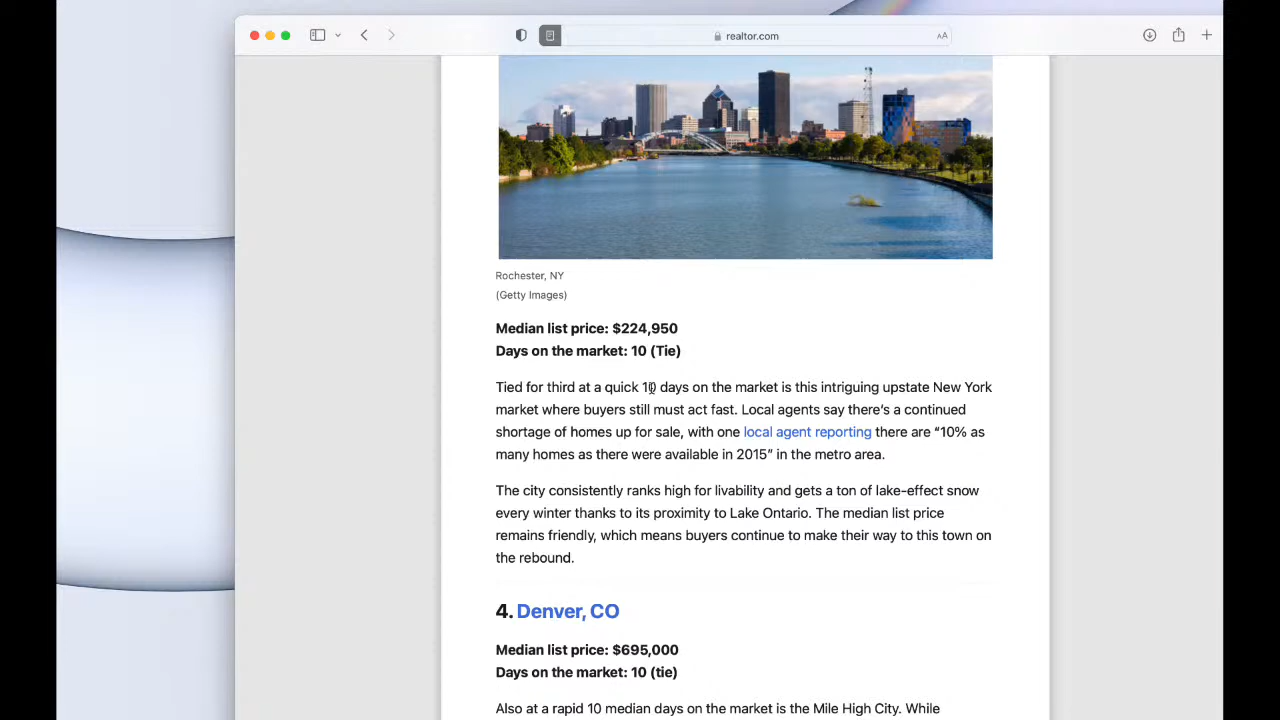 realtor.com
AA
Rochester, NY
(Getty Images)
Median list price: $224,950
Days on the market: 10 (Tie)
Tied for third at a quick 10 days on the market is this intriguing upstate New York
market where buyers still must act fast. Local agents say there’s a continued
shortage of homes up for sale, with one local agent reporting there are “10% as
many homes as there were available in 2015” in the metro area.
The city consistently ranks high for livability and gets a ton of lake-effect snow
every winter thanks to its proximity to Lake Ontario. The median list price
remains friendly, which means buyers continue to make their way to this town on
the rebound.
4. Denver, CO
Median list price: $695,000
Days on the market: 10 (tie)
Also at a rapid 10 median days on the market is the Mile High City. While